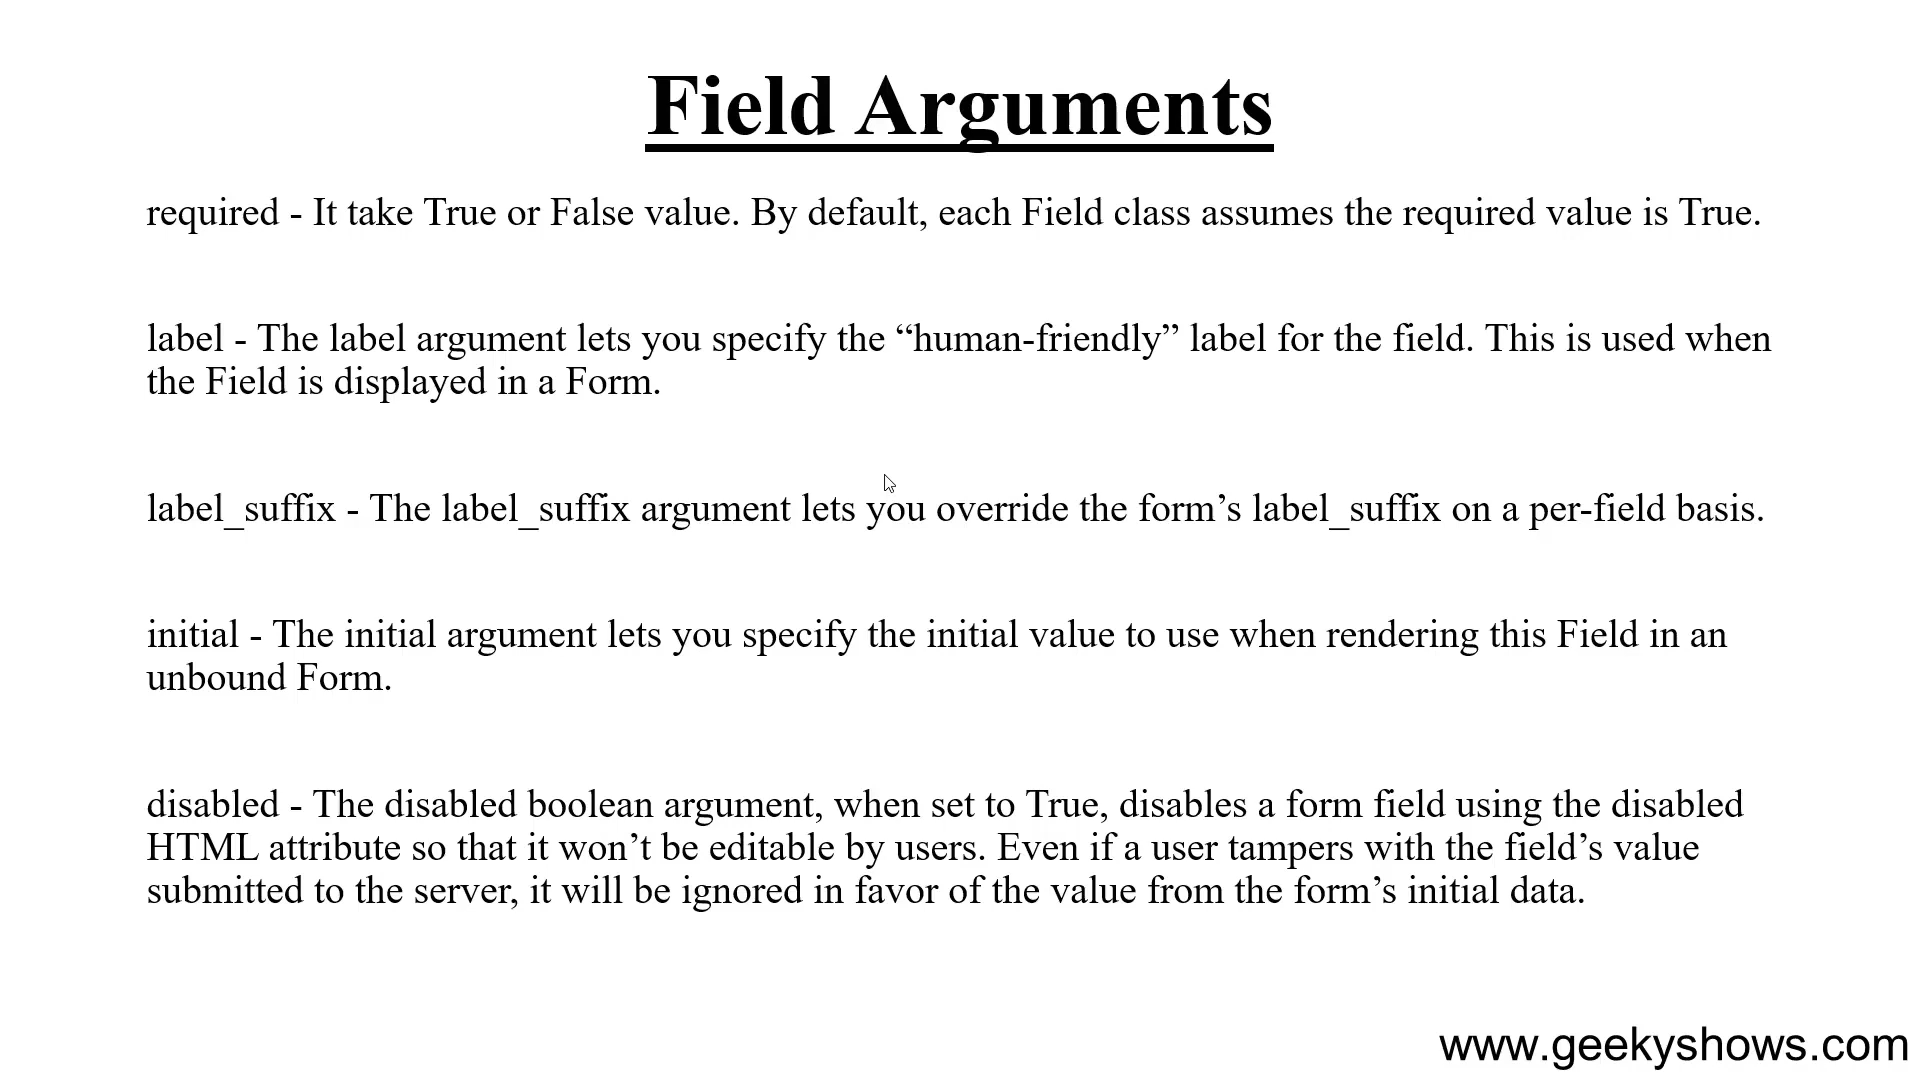 Field Arguments
required - It take True or False value. By default, each Field class assumes the required value is True.
label - The label argument lets you specify the “human-friendly” label for the field. This is used when
the Field is displayed in a Form.
label_suffix - The label_suffix argument lets you override the form’s label_suffix on a per-field basis.
initial - The initial argument lets you specify the initial value to use when rendering this Field in an
unbound Form.
disabled - The disabled boolean argument, when set to True, disables a form field using the disabled
HTML attribute so that it won’t be editable by users. Even if a user tampers with the field’s value
submitted to the server, it will be ignored in favor of the value from the form’s initial data.
www.geekyshows.com